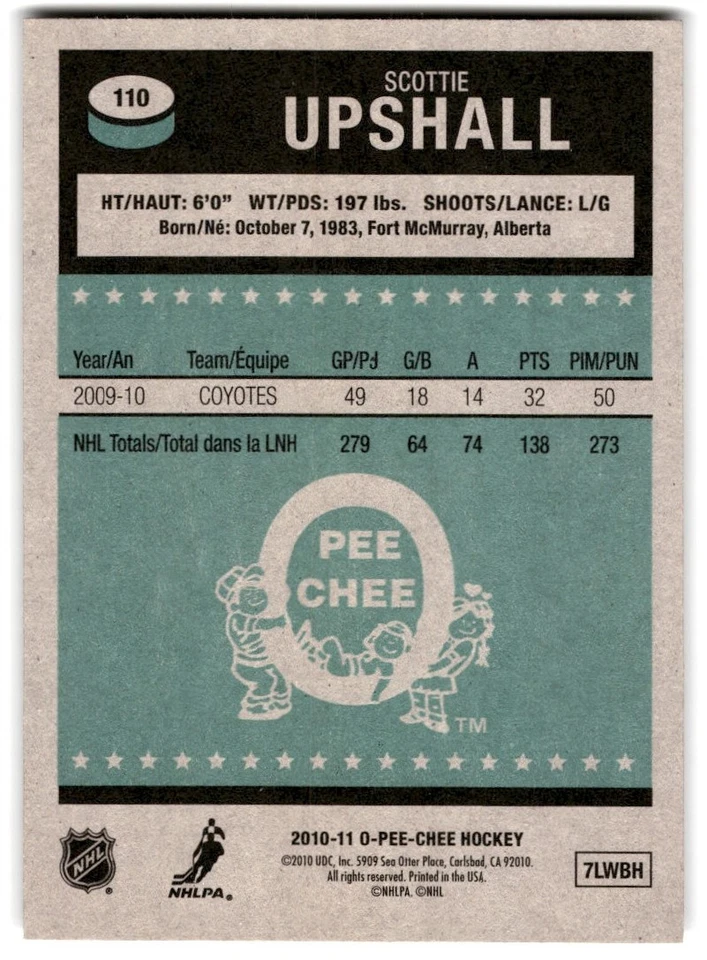 110
SCOTTIE
UPSHALL
HT/HAUT: 6'0" WT/PDS: 197 lbs. SHOOTS/LANCE: L/G
Born/Né: October 7, 1983, Fort McMurray, Alberta
Year/An Team/Équipe GP/PJ G/B A PTS PIM/PUN
2009-10 COYOTES 49 18 14 32 50
NHL Totals/Total dans la LNH 279 64 74 138 273
PEE
CHEE
TM
2010-11 O-PEE-CHEE HOCKEY
©2010 UDC, Inc. 5909 Sea Otter Place, Carlsbad, CA 92010.
All rights reserved. Printed in the USA.
©NHLPA. ©NHL
NHL ®
NHLPA®
7LWBH